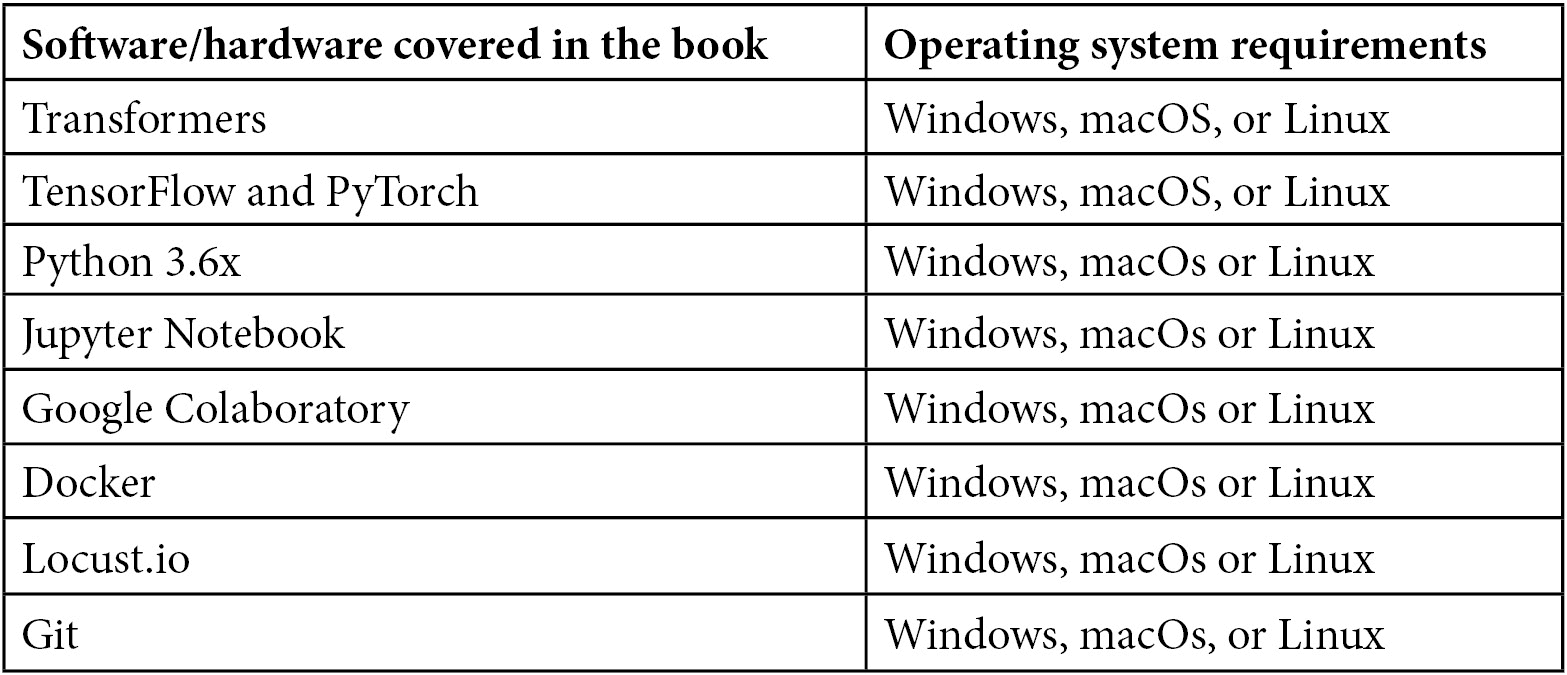 Software/hardware covered in the book Operating system requirements
Transformers Windows, macOS, or Linux
TensorFlow and PyTorch Windows, macOS, or Linux
Python 3.6x Windows, macOs or Linux
Jupyter Notebook Windows, macOs or Linux
Google Colaboratory Windows, macOs or Linux
Docker Windows, macOs or Linux
Locust.io Windows, macOs or Linux
Git Windows, macOs, or Linux